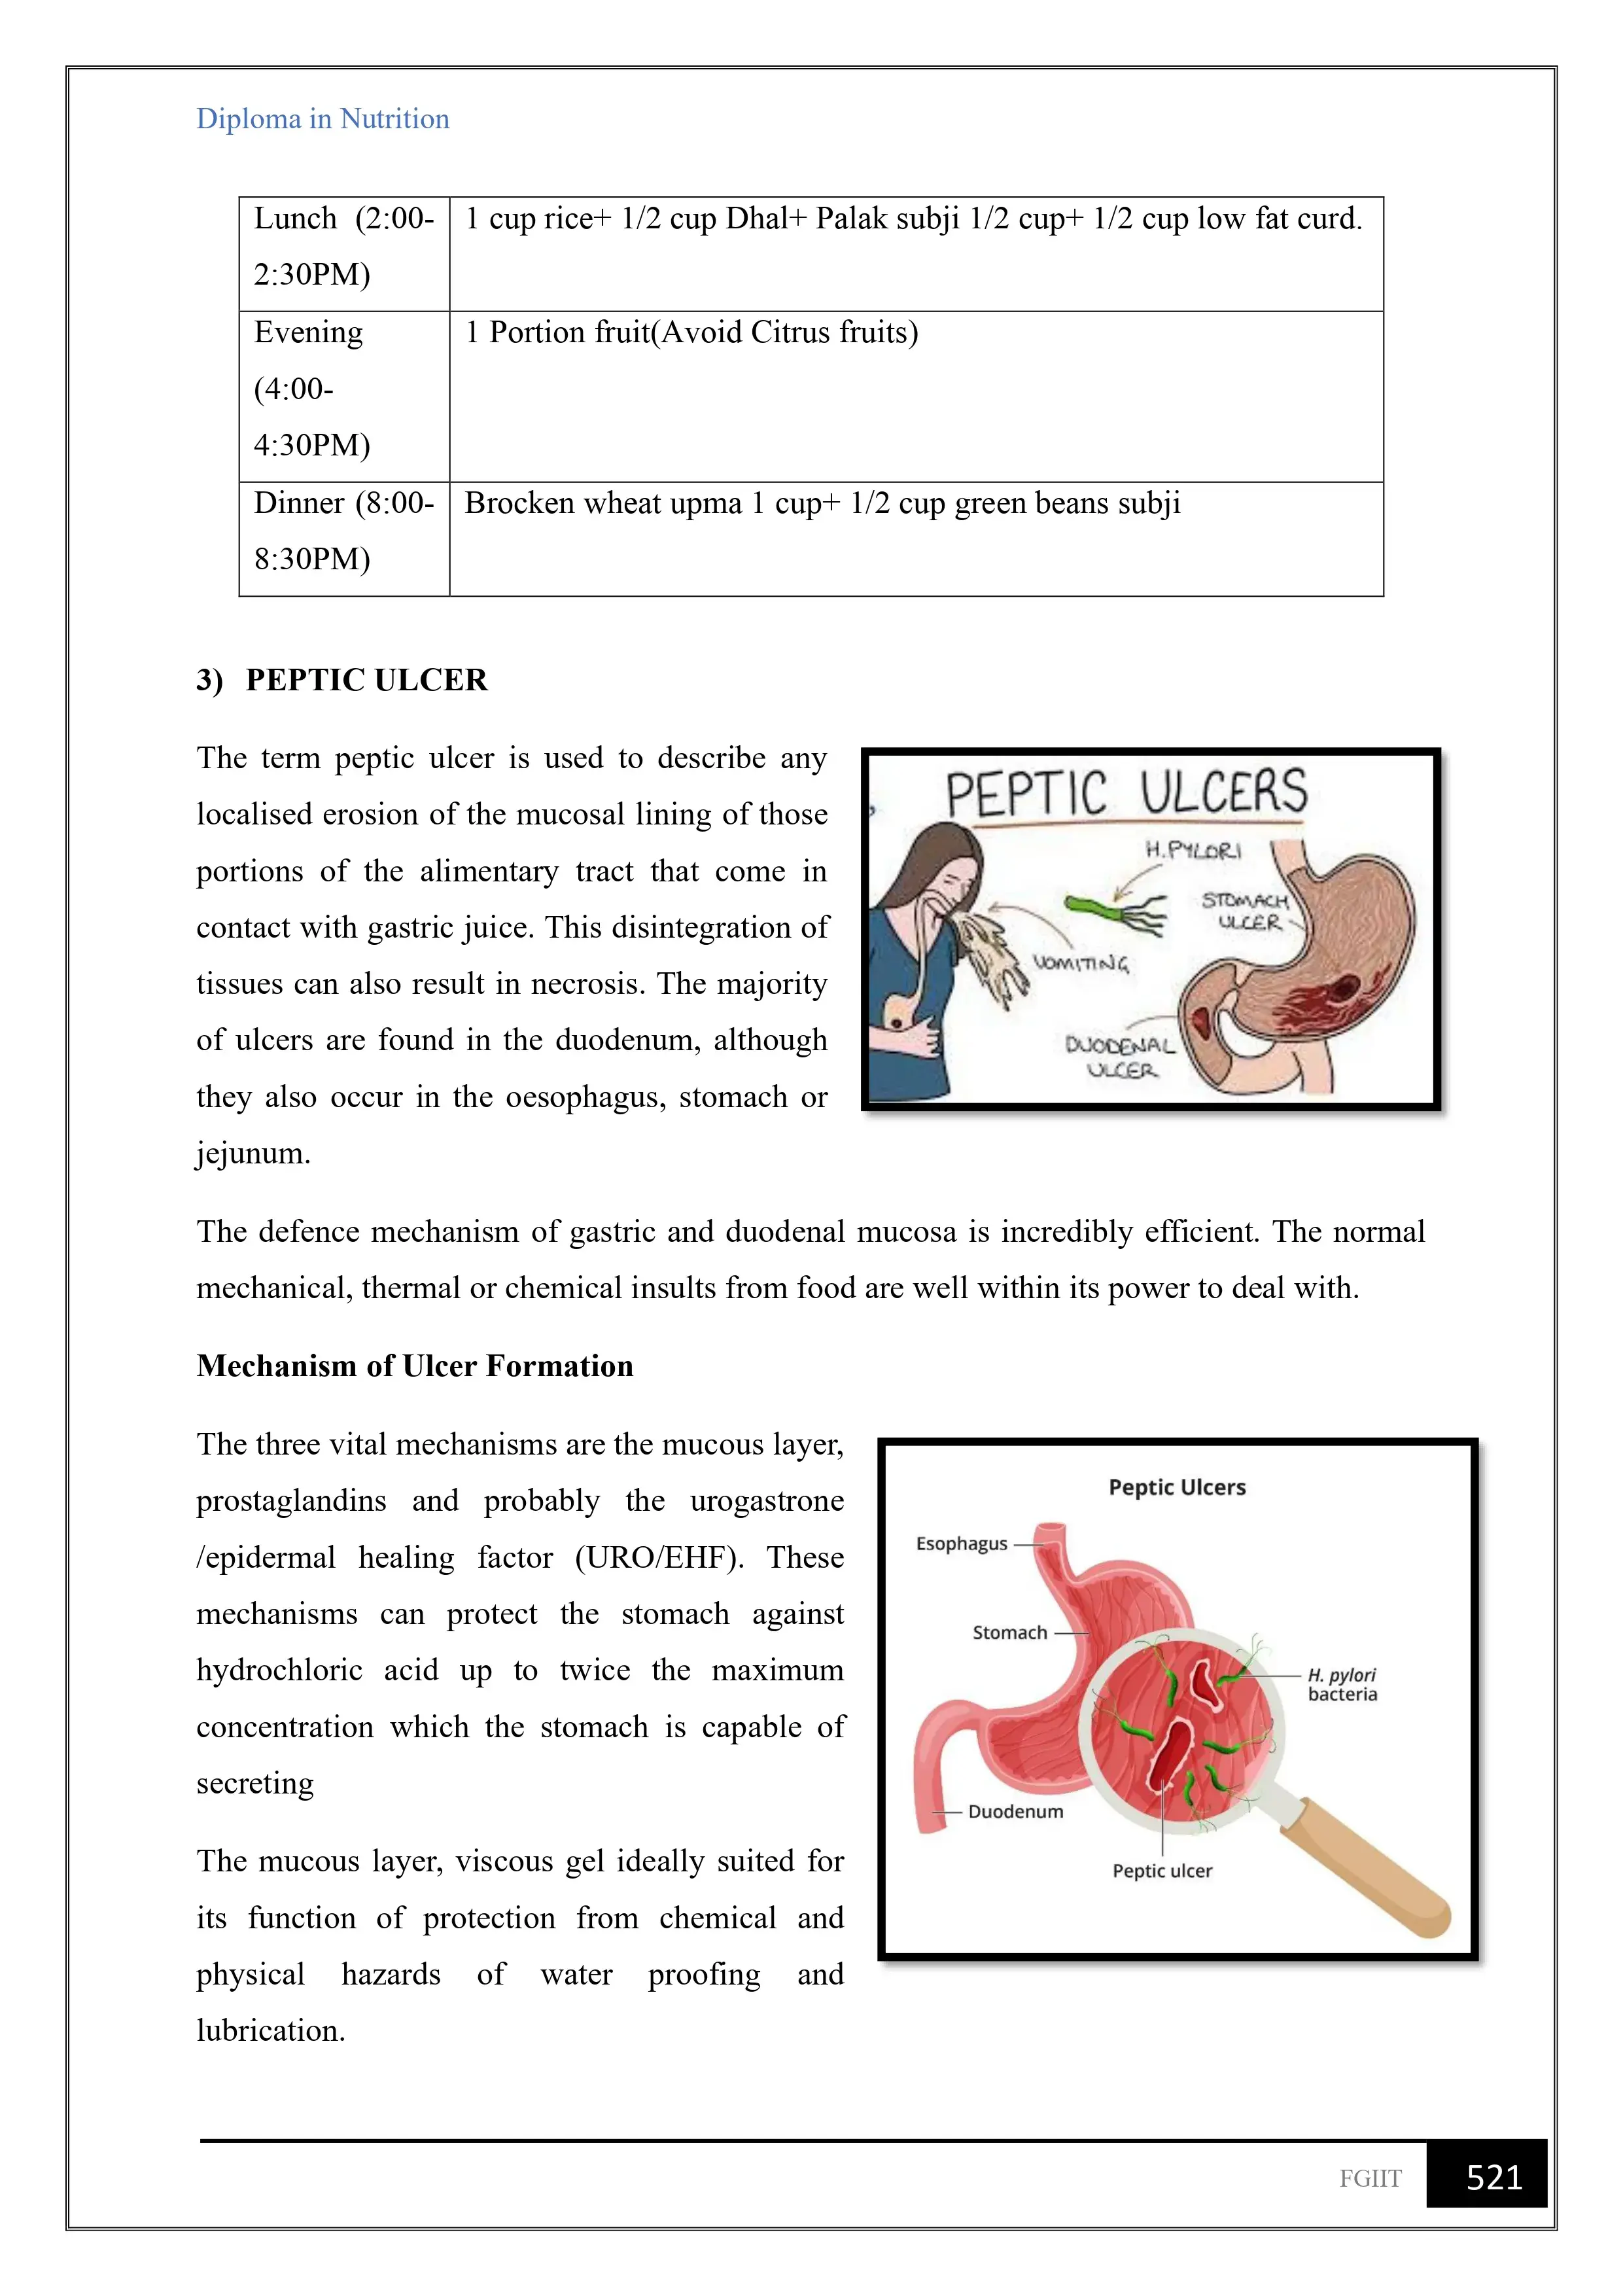 Diploma in Nutrition
Lunch (2:00-
2:30PM)
1 cup rice+ 1/2 cup Dhal+ Palak subji 1/2 cup+ 1/2 cup low fat curd.
Evening
(4:00-
4:30PM)
1 Portion fruit(Avoid Citrus fruits)
Dinner (8:00-
8:30PM)
Brocken wheat upma 1 cup+ 1/2 cup green beans subji
3) PEPTIC ULCER
The term peptic ulcer is used to describe any
localised erosion of the mucosal lining of those
portions of the alimentary tract that come in
contact with gastric juice. This disintegration of
tissues can also result in necrosis. The majority
of ulcers are found in the duodenum, although
they also occur in the oesophagus, stomach or
jejunum.
PEPTIC ULCERS
H.PYLORI
STOMACH
ULCER
VOMITING
DUODENAL
ULCER
The defence mechanism of gastric and duodenal mucosa is incredibly efficient. The normal
mechanical, thermal or chemical insults from food are well within its power to deal with.
Mechanism of Ulcer Formation
The three vital mechanisms are the mucous layer,
prostaglandins and probably the urogastrone
/epidermal healing factor (URO/EHF). These
mechanisms can protect the stomach against
hydrochloric acid up to twice the maximum
concentration which the stomach is capable of
secreting
The mucous layer, viscous gel ideally suited for
its function of protection from chemical and
physical hazards of water proofing and
lubrication.
Peptic Ulcers
Esophagus
Stomach
H. pylori
bacteria
Duodenum
Peptic ulcer
FGIIT
521